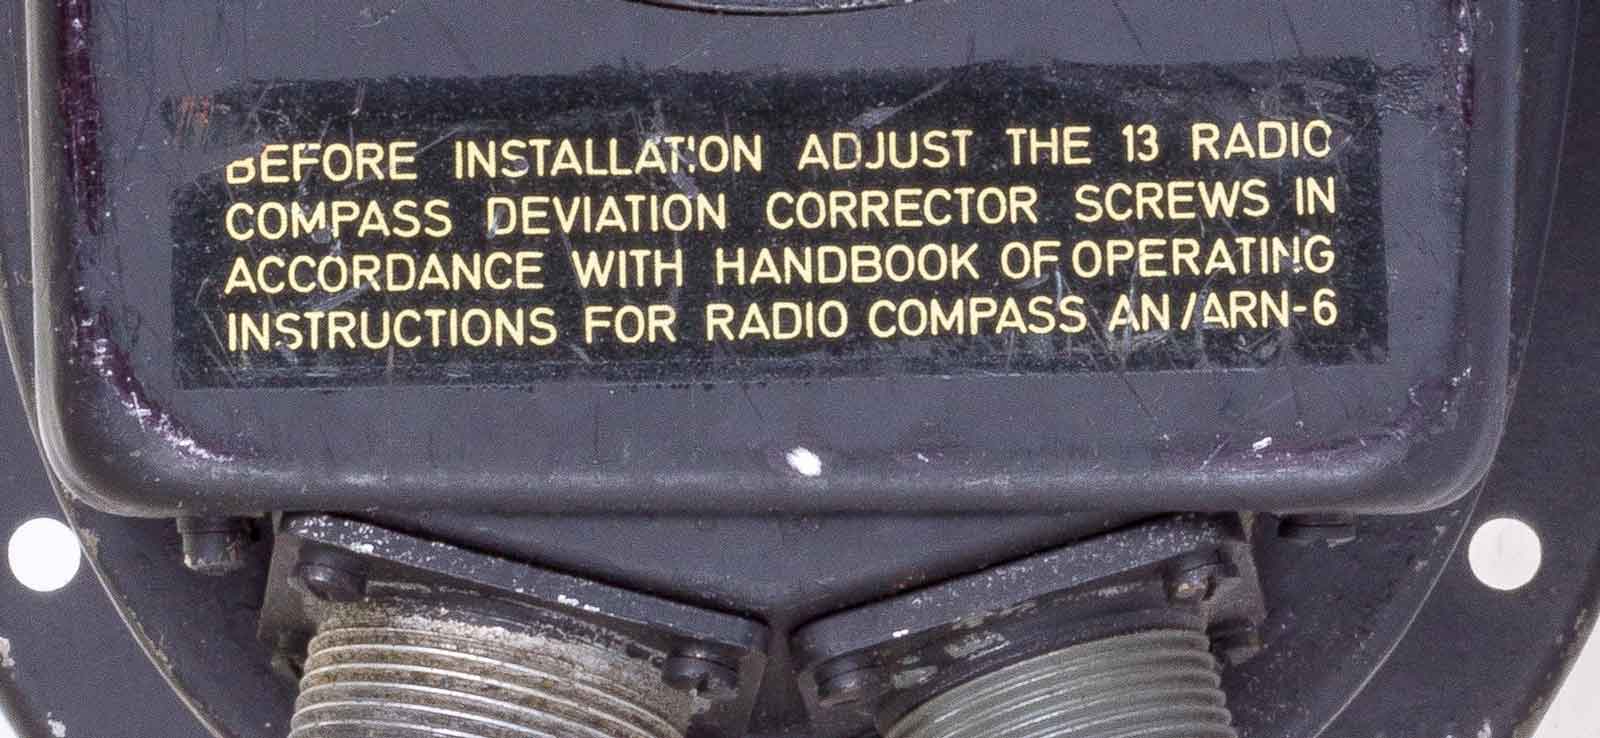 BEFORE INSTALLATION ADJUST THE 13 RADIO
COMPASS DEVIATION CORRECTOR SCREWS IN
ACCORDANCE WITH HANDBOOK OF OPERATING
INSTRUCTIONS FOR RADIO COMPASS AN/ARN-6